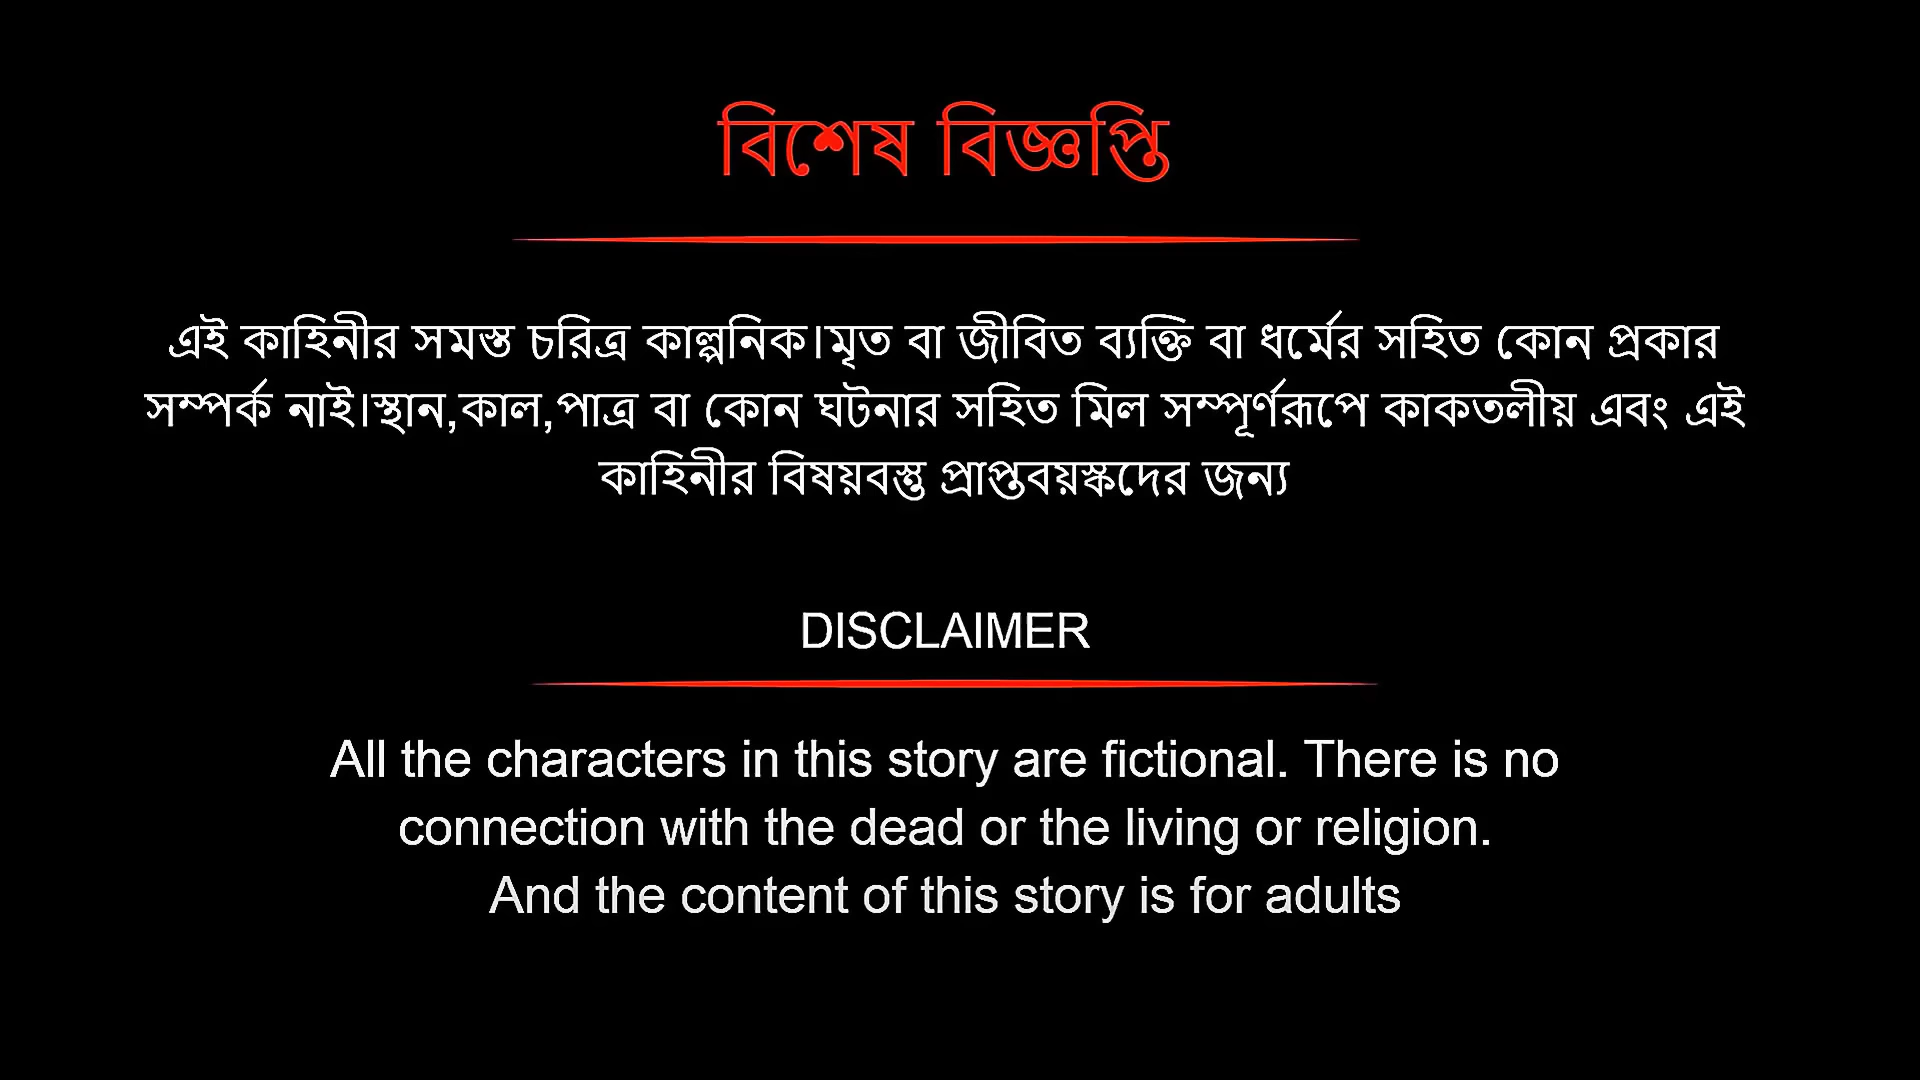 বিশেষ বিজ্ঞপ্তি
এই কাহিনীর সমস্ত চরিত্র কাল্পনিক।মৃত বা জীবিত ব্যক্তি বা ধর্মের সহিত কোন প্রকার
সম্পর্ক নাই।স্থান,কাল,পাত্র বা কোন ঘটনার সহিত মিল সম্পূর্ণরূপে কাকতলীয় এবং এই
কাহিনীর বিষয়বস্তু প্রাপ্তবয়স্কদের জন্য
DISCLAIMER
All the characters in this story are fictional. There is no
connection with the dead or the living or religion.
And the content of this story is for adults